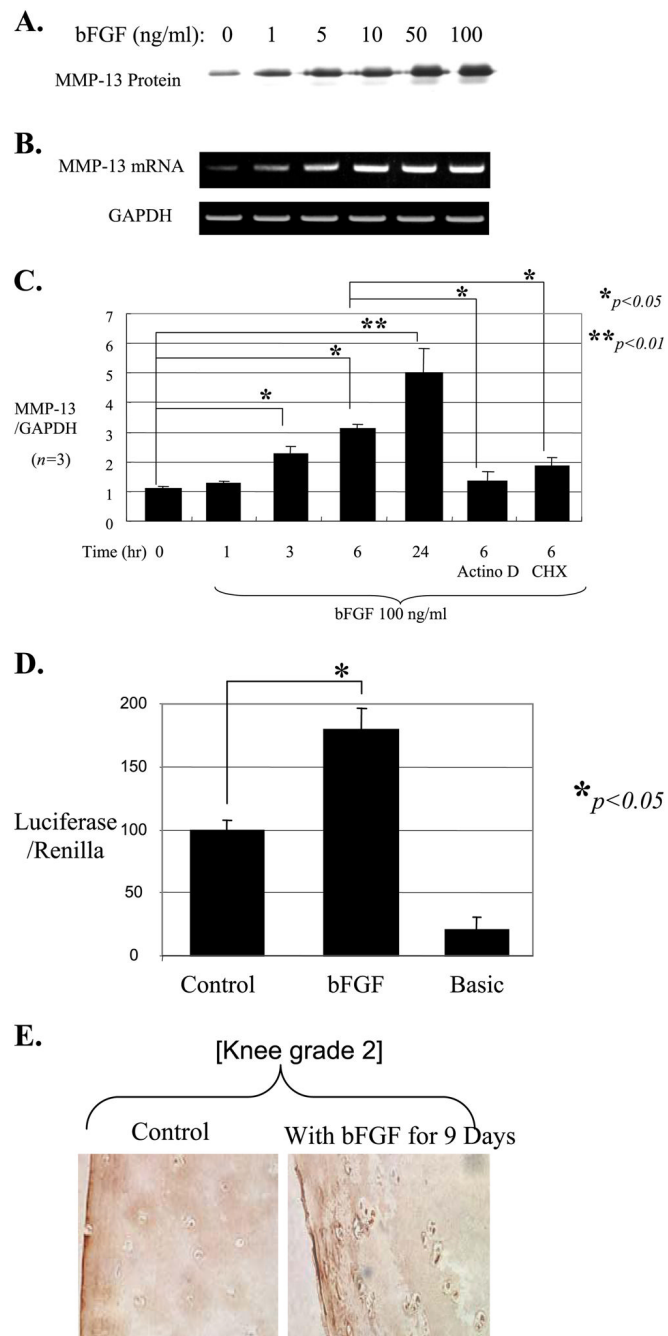 A.
bFGF (ng/ml): 0 1 5 10 50 100
MMP-13 Protein
B.
MMP-13 mRNA
GAPDH
C.
*
*
*p<0.05
**
**p<0.01
*
*
7
6
5
4
3
2
1
0
MMP-13
/GAPDH
(n=3)
Time (hr) 0 1 3 6 24 6 6
Actino D CHX
bFGF 100 ng/ml
D.
*
200
150
100
50
0
Luciferase
/Renilla
*p<0.05
Control bFGF Basic
E.
[Knee grade 2]
Control With bFGF for 9 Days